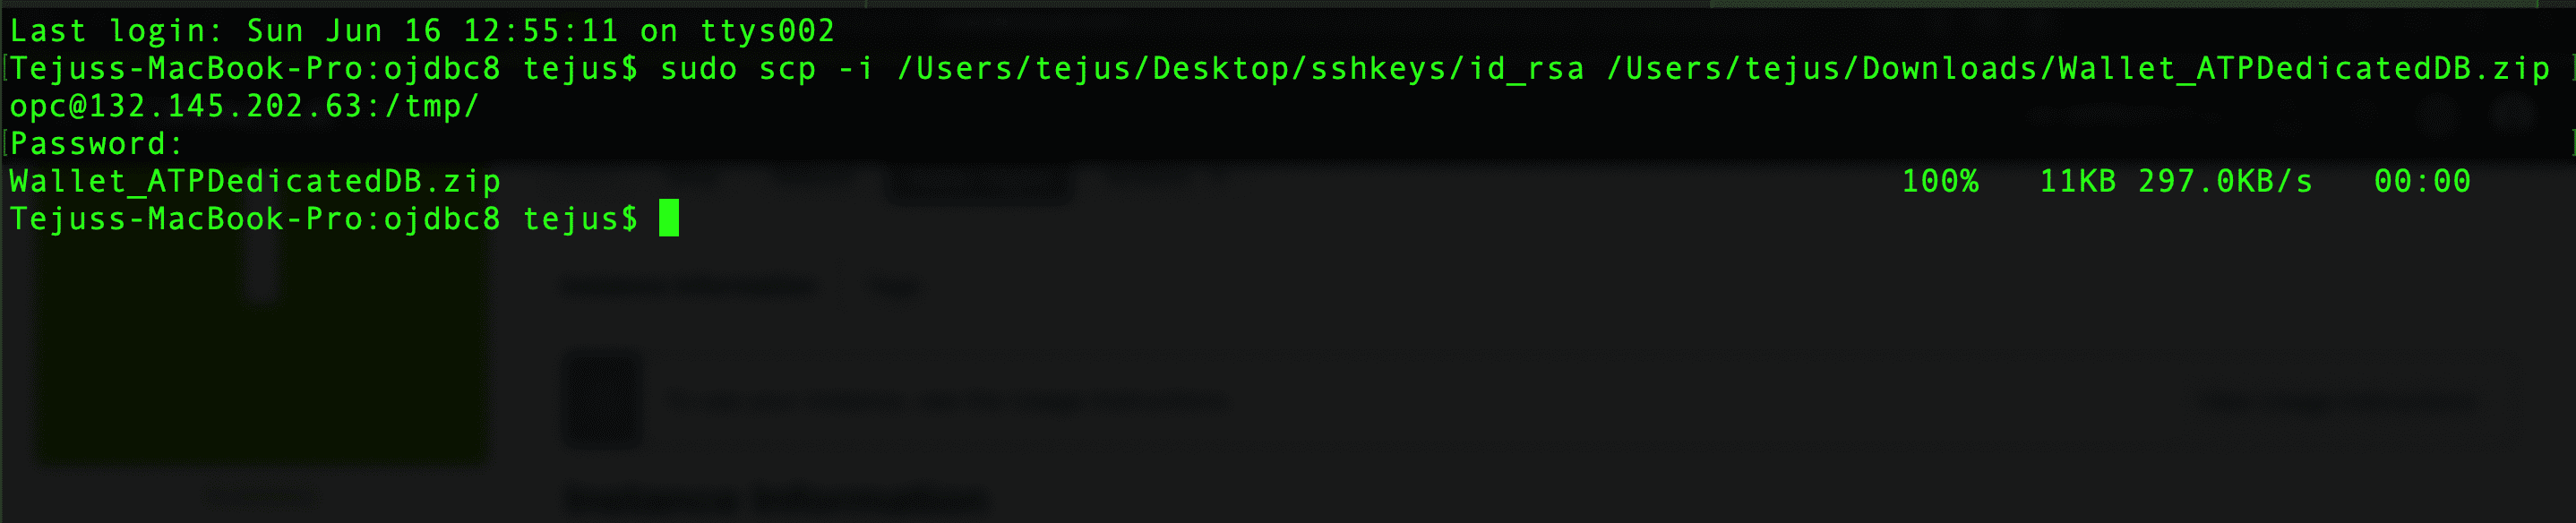 Last login: Sun Jun 16 12:55:11 on ttys002
[Tejuss-MacBook-Pro:ojdbc8 tejus$ sudo scp -i /Users/tejus/Desktop/sshkeys/id_rsa /Users/tejus/Downloads/Wallet_ATPDedicatedDB.zip ]
opc@132.145.202.63:/tmp/
[Password: ]
Wallet_ATPDedicatedDB.zip 100% 11KB 297.0KB/s 00:00
Tejuss-MacBook-Pro:ojdbc8 tejus$
Instance Information